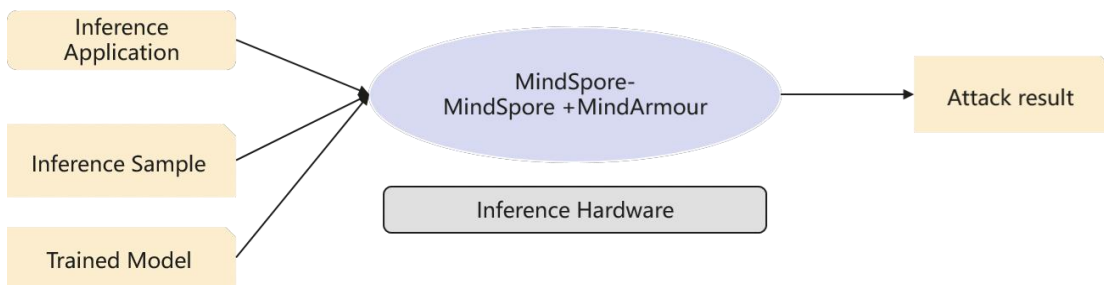 Inference
Application
Inference Sample
Trained Model
MindSpore-
MindSpore +MindArmour
Inference Hardware
Attack result